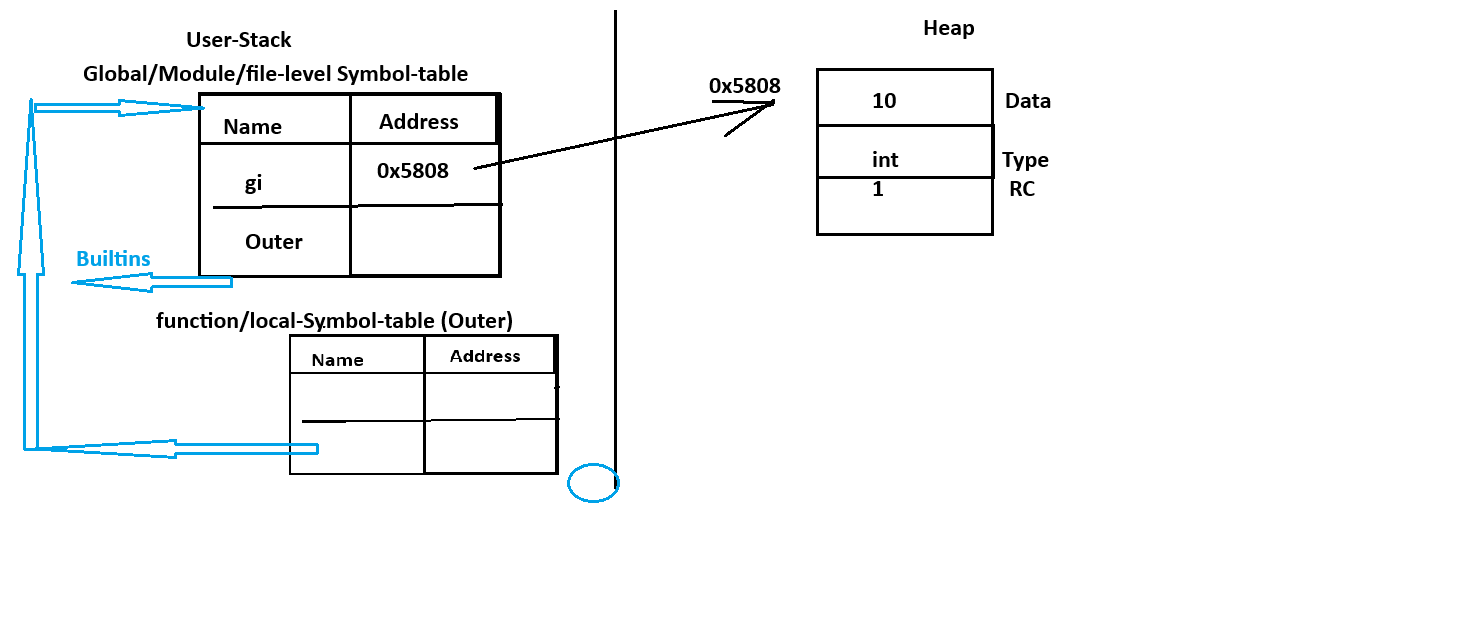 User-Stack
Global/Module/file-level Symbol-table
Name Address
gi 0x5808
Outer
Builtins
function/local-Symbol-table (Outer)
Name Address
Heap
0x5808
10 Data
int Type
1 RC